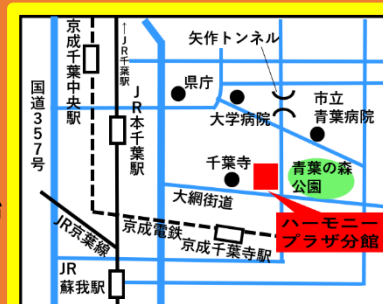 ←JR千葉駅
矢作トンネル
京成千葉中央駅
県庁
国道357号
JR本千葉駅
大学病院
市立
青葉病院
千葉寺
青葉の森
公園
大網街道
ハーモニー
プラザ分館
JR京葉線
京成電鉄
京成千葉寺駅
JR
蘇我駅